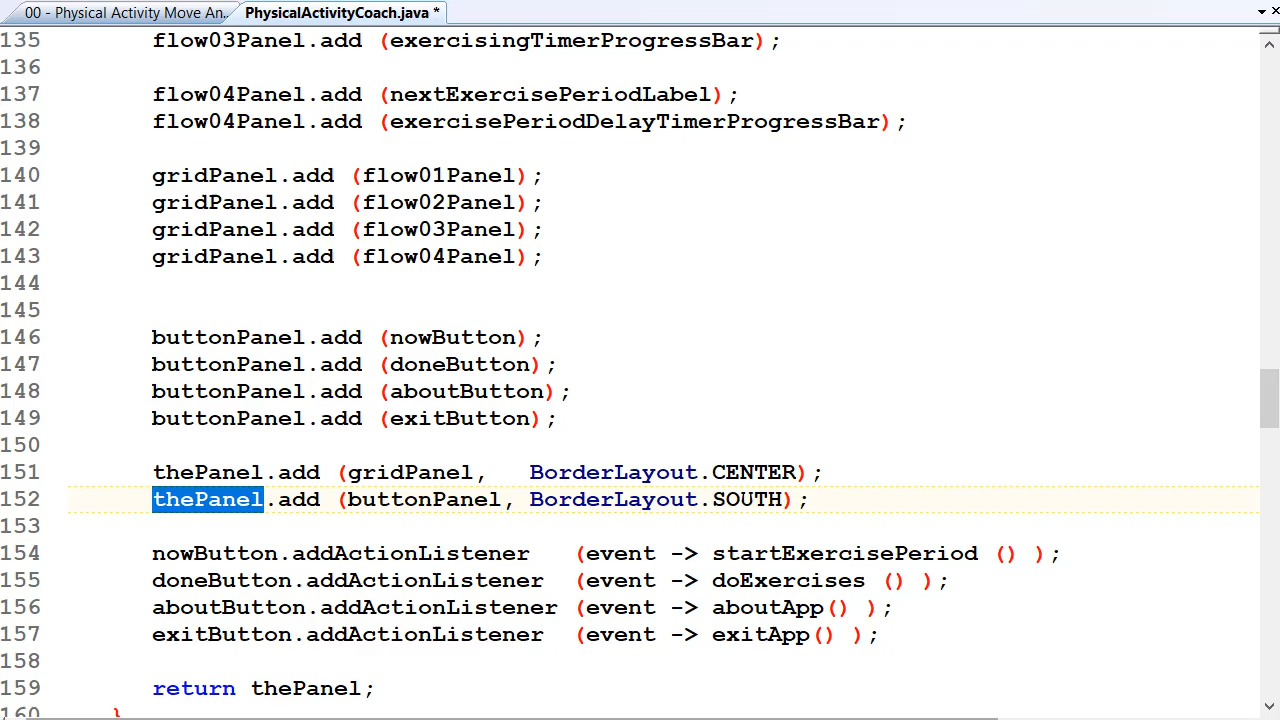 00 - Physical Activity Move An... PhysicalActivityCoach.java *
135 flow03Panel.add (exercisingTimerProgressBar);
136
137 flow04Panel.add (nextExercisePeriodLabel);
138 flow04Panel.add (exercisePeriodDelayTimerProgressBar);
139
140 gridPanel.add (flow01Panel);
141 gridPanel.add (flow02Panel);
142 gridPanel.add (flow03Panel);
143 gridPanel.add (flow04Panel);
144
145
146 buttonPanel.add (nowButton);
147 buttonPanel.add (doneButton);
148 buttonPanel.add (aboutButton);
149 buttonPanel.add (exitButton);
150
151 thePanel.add (gridPanel,   BorderLayout.CENTER);
152 thePanel.add (buttonPanel, BorderLayout.SOUTH);
153
154 nowButton.addActionListener   (event -> startExercisePeriod () );
155 doneButton.addActionListener  (event -> doExercises () );
156 aboutButton.addActionListener (event -> aboutApp() );
157 exitButton.addActionListener  (event -> exitApp() );
158
159 return thePanel;
160 }